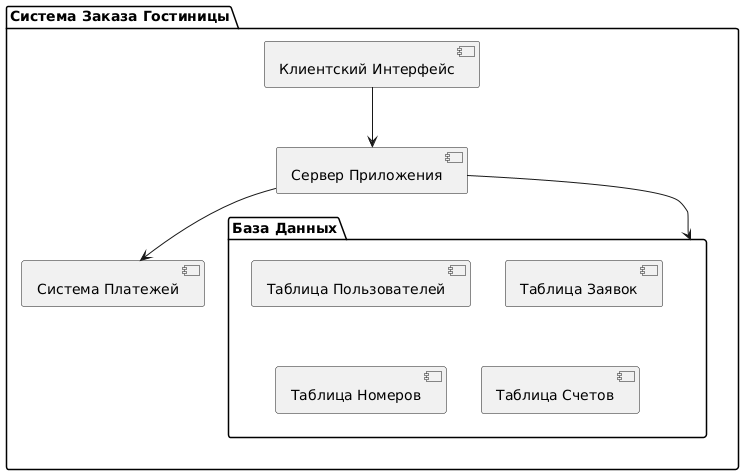 Система Заказа Гостиницы
Клиентский Интерфейс
Сервер Приложения
База Данных
Система Платежей
Таблица Пользователей
Таблица Заявок
Таблица Номеров
Таблица Счетов